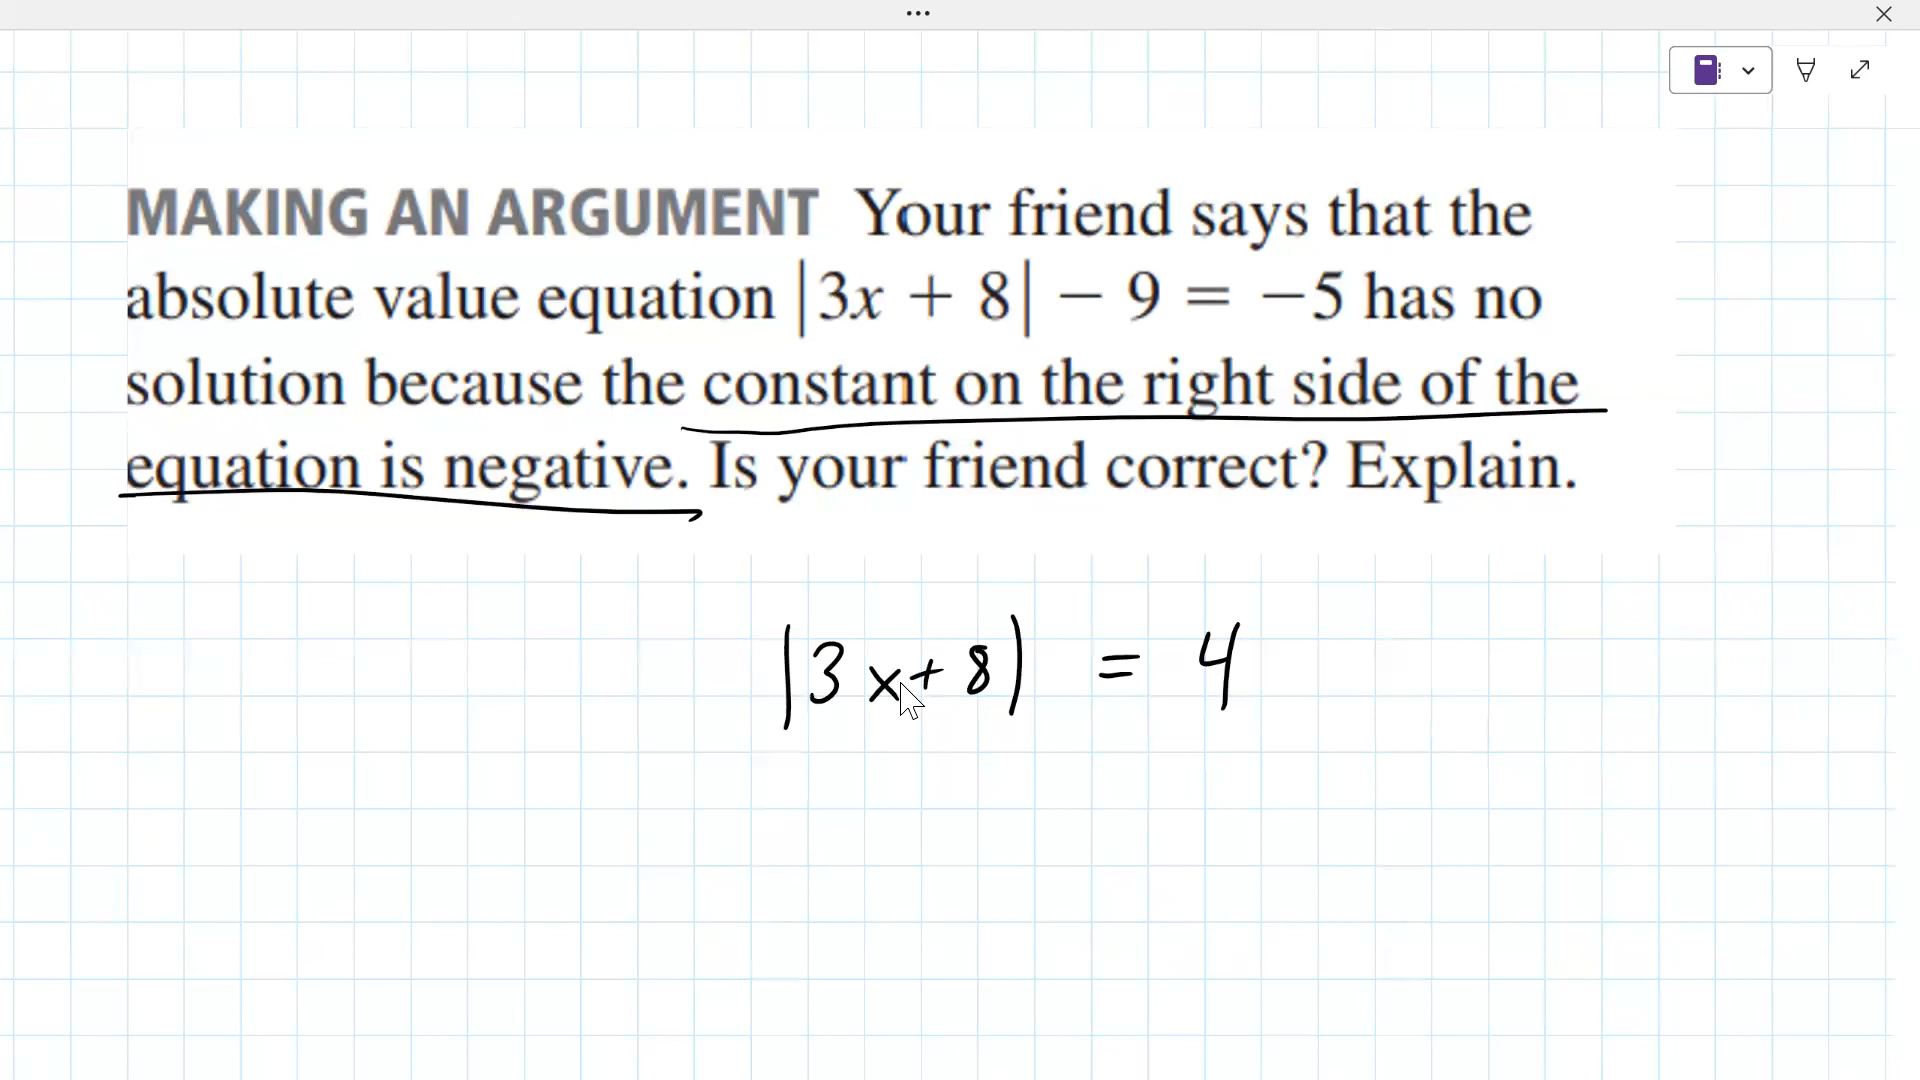 MAKING AN ARGUMENT Your friend says that the
absolute value equation |3x + 8| − 9 = −5 has no
solution because the constant on the right side of the
equation is negative. Is your friend correct? Explain.
|3x+8| = 4